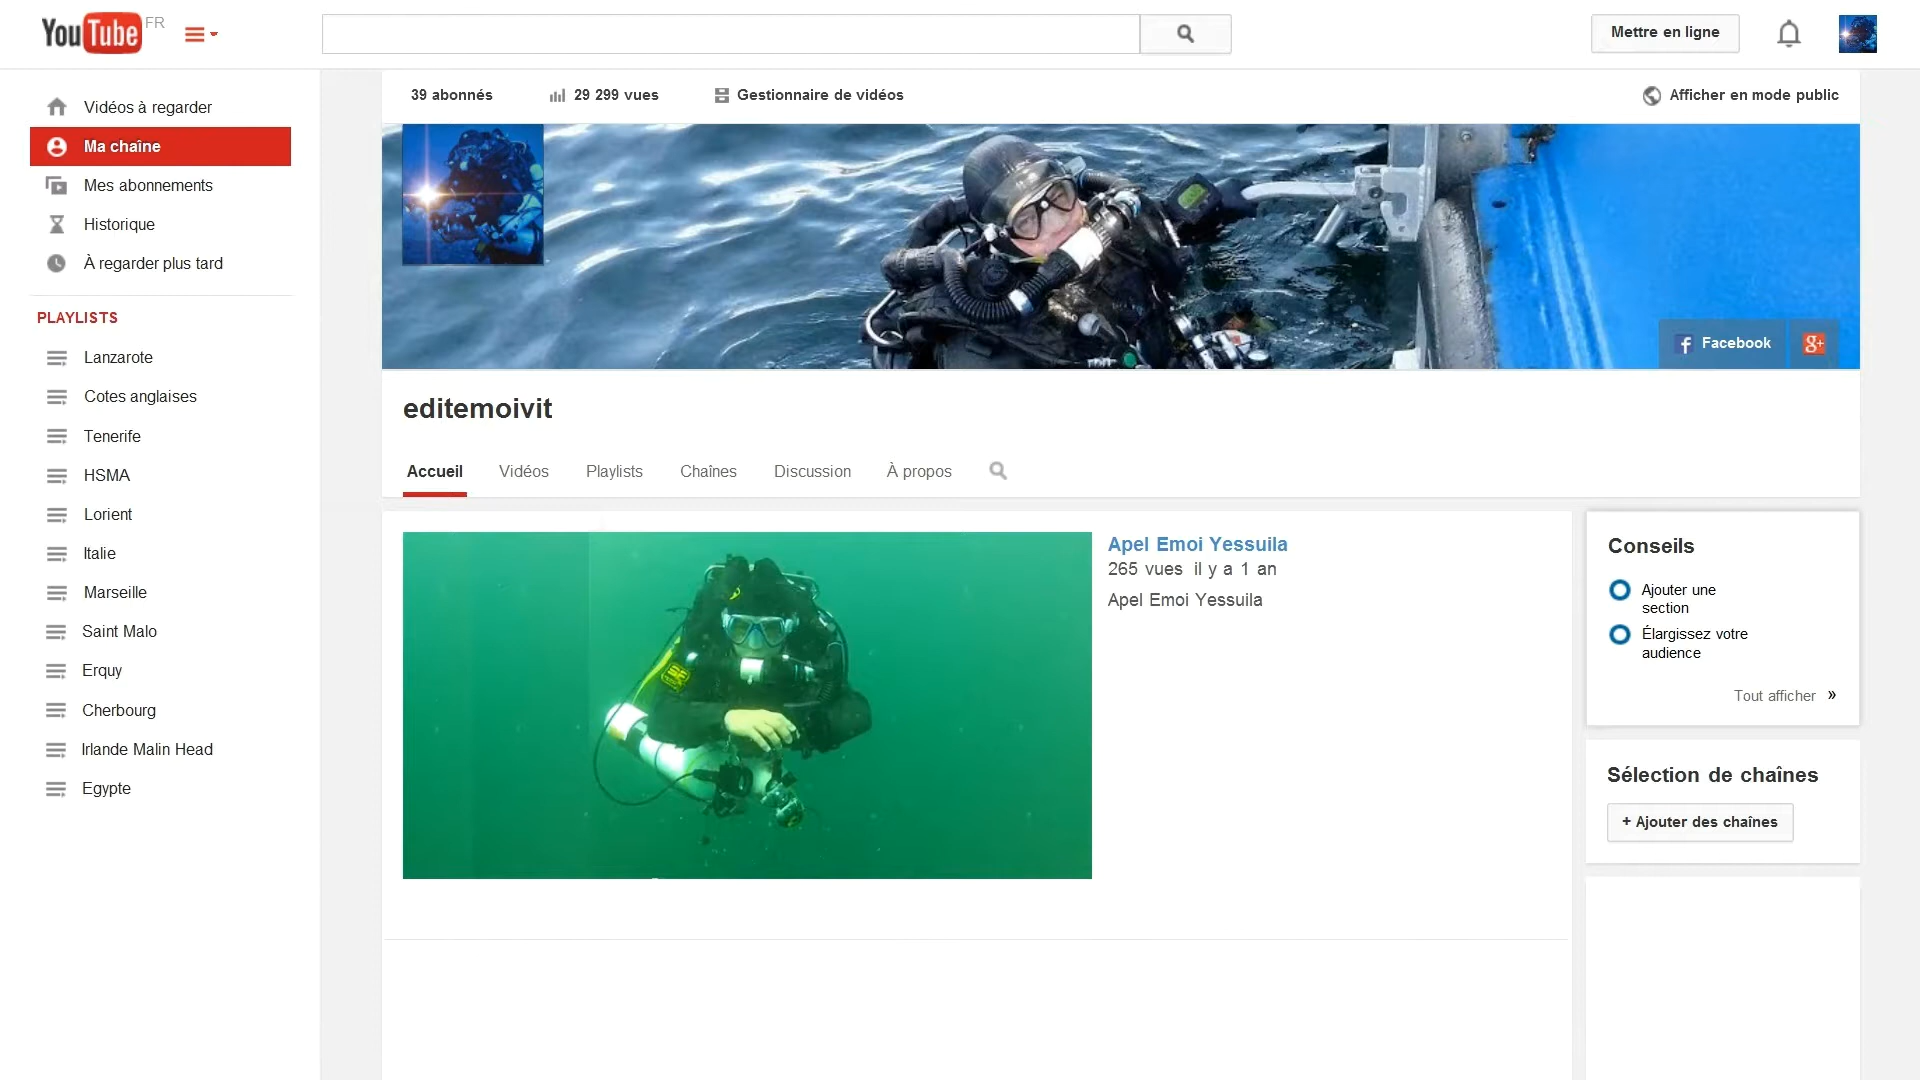 YouTube FR
Mettre en ligne
39 abonnés 29 299 vues Gestionnaire de vidéos Afficher en mode public
Vidéos à regarder
Ma chaîne
Mes abonnements
Historique
À regarder plus tard
PLAYLISTS
Lanzarote
Cotes anglaises
Tenerife
HSMA
Lorient
Italie
Marseille
Saint Malo
Erquy
Cherbourg
Irlande Malin Head
Egypte
Facebook g+
editemoivit
Accueil Vidéos Playlists Chaînes Discussion À propos
Apel Emoi Yessuila
265 vues il y a 1 an
Apel Emoi Yessuila
Conseils
Ajouter une
section
Élargissez votre
audience
Tout afficher »
Sélection de chaînes
+ Ajouter des chaînes